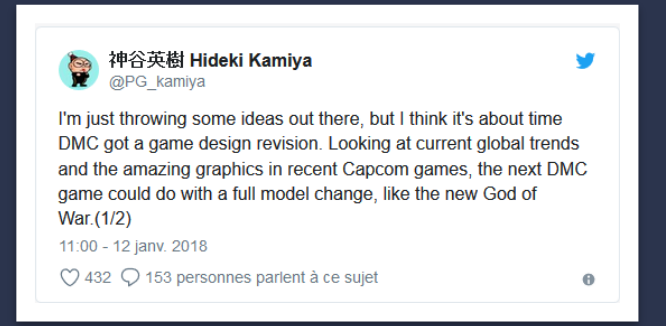 神谷英樹 Hideki Kamiya
@PG_kamiya
I'm just throwing some ideas out there, but I think it's about time
DMC got a game design revision. Looking at current global trends
and the amazing graphics in recent Capcom games, the next DMC
game could do with a full model change, like the new God of
War.(1/2)
11:00 - 12 janv. 2018
432 153 personnes parlent à ce sujet